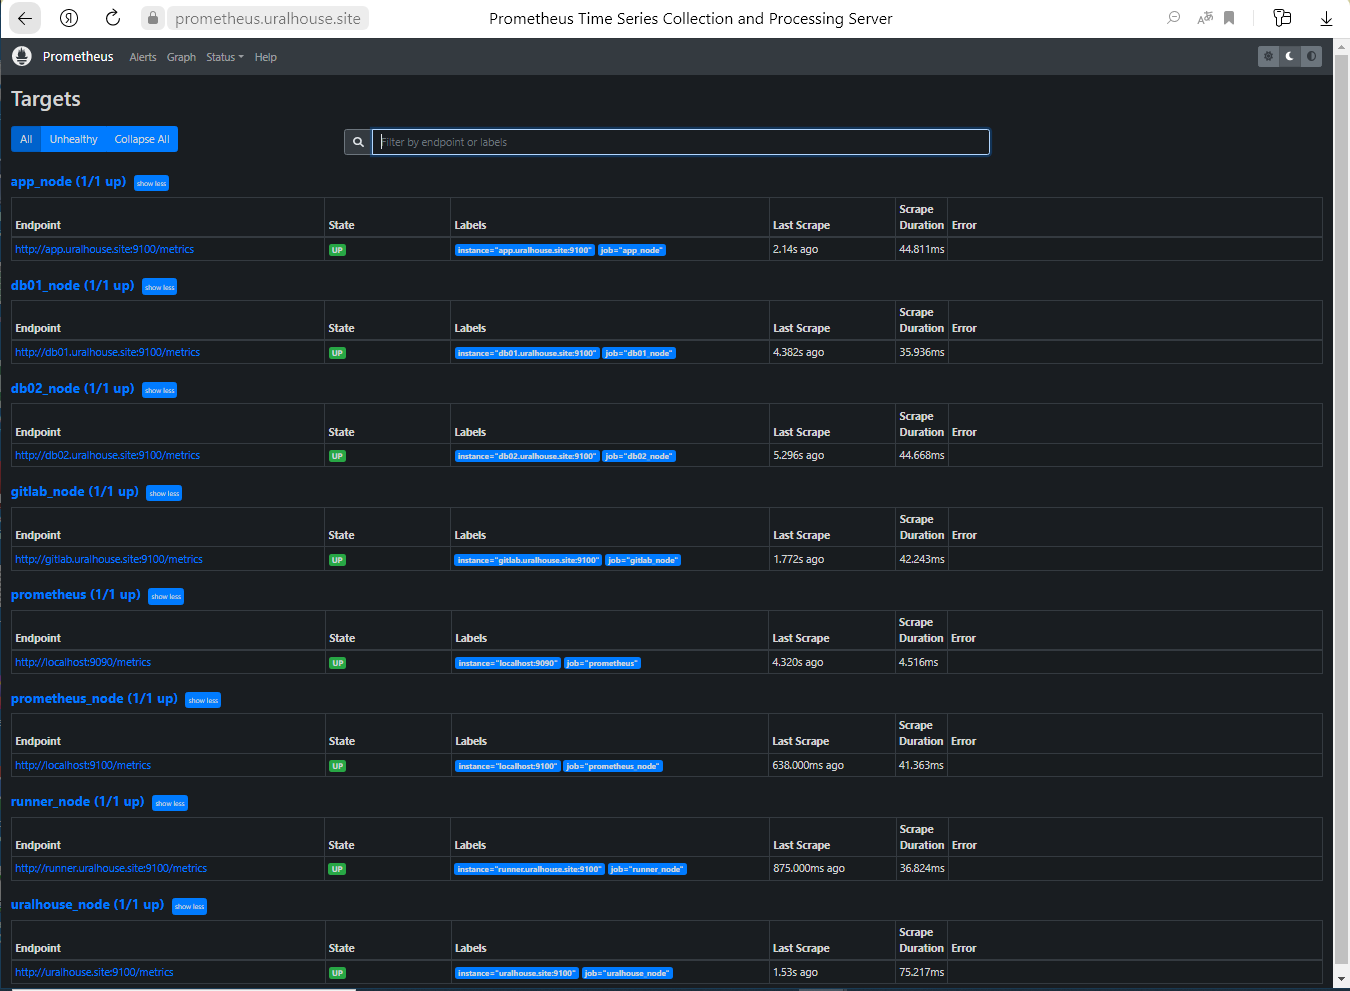 prometheus.uralhouse.site
Prometheus Time Series Collection and Processing Server
Prometheus Alerts Graph Status Help
Targets
All Unhealthy Collapse All
Filter by endpoint or labels
app_node (1/1 up) show less
Endpoint State Labels Last Scrape Scrape Duration Error
http://app.uralhouse.site:9100/metrics UP instance="app.uralhouse.site:9100" job="app_node" 2.14s ago 44.811ms
db01_node (1/1 up) show less
Endpoint State Labels Last Scrape Scrape Duration Error
http://db01.uralhouse.site:9100/metrics UP instance="db01.uralhouse.site:9100" job="db01_node" 4.382s ago 35.936ms
db02_node (1/1 up) show less
Endpoint State Labels Last Scrape Scrape Duration Error
http://db02.uralhouse.site:9100/metrics UP instance="db02.uralhouse.site:9100" job="db02_node" 5.296s ago 44.668ms
gitlab_node (1/1 up) show less
Endpoint State Labels Last Scrape Scrape Duration Error
http://gitlab.uralhouse.site:9100/metrics UP instance="gitlab.uralhouse.site:9100" job="gitlab_node" 1.772s ago 42.243ms
prometheus (1/1 up) show less
Endpoint State Labels Last Scrape Scrape Duration Error
http://localhost:9090/metrics UP instance="localhost:9090" job="prometheus" 4.320s ago 4.516ms
prometheus_node (1/1 up) show less
Endpoint State Labels Last Scrape Scrape Duration Error
http://localhost:9100/metrics UP instance="localhost:9100" job="prometheus_node" 638.000ms ago 41.363ms
runner_node (1/1 up) show less
Endpoint State Labels Last Scrape Scrape Duration Error
http://runner.uralhouse.site:9100/metrics UP instance="runner.uralhouse.site:9100" job="runner_node" 875.000ms ago 36.824ms
uralhouse_node (1/1 up) show less
Endpoint State Labels Last Scrape Scrape Duration Error
http://uralhouse.site:9100/metrics UP instance="uralhouse.site:9100" job="uralhouse_node" 1.53s ago 75.217ms